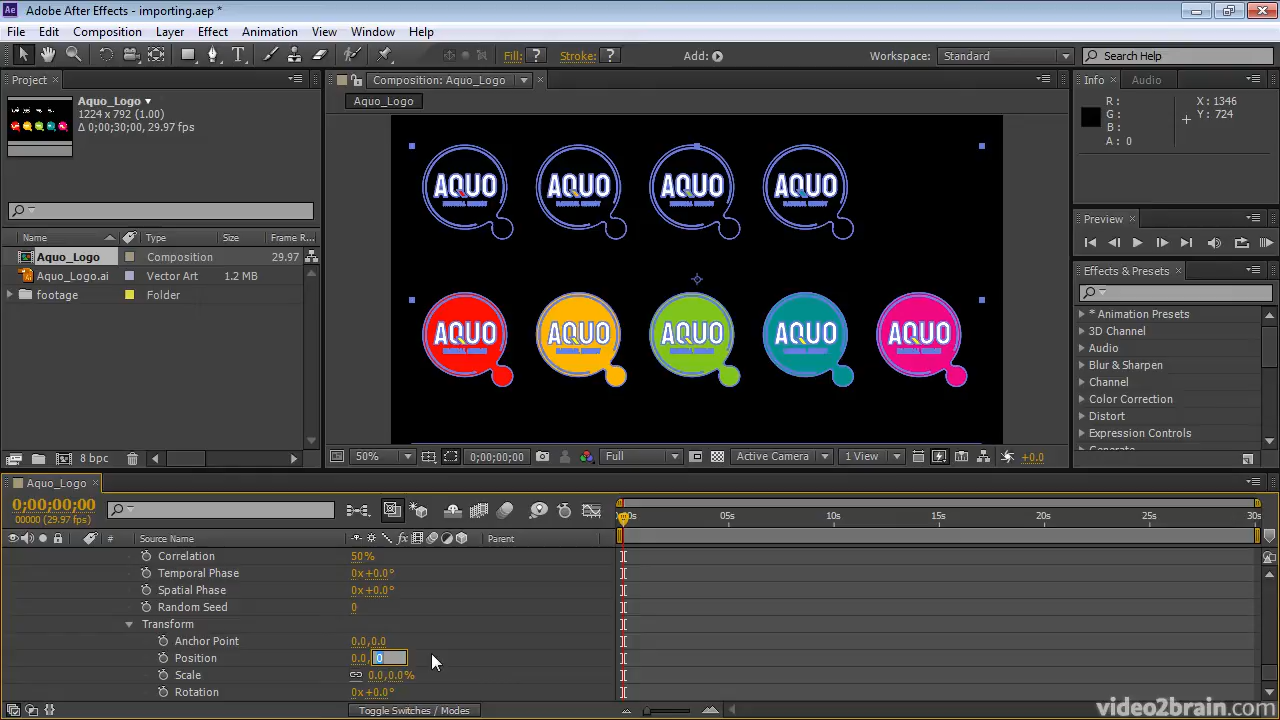 Adobe After Effects - importing.aep *
File Edit Composition Layer Effect Animation View Window Help
Fill: ? Stroke: ? Add: Workspace: Standard Search Help
Project
Aquo_Logo
1224 x 792 (1.00)
Δ 0;00;30;00, 29.97 fps
Name Type Size Frame R...
Aquo_Logo Composition 29.97
Aquo_Logo.ai Vector Art 1.2 MB
footage Folder
8 bpc
Composition: Aquo_Logo
Aquo_Logo
AQUO AQUO AQUO AQUO
AQUO AQUO AQUO AQUO AQUO
50% 0;00;00;00 Full Active Camera 1 View +0.0
Info Audio
R :
G :
B :
A : 0
X : 1346
Y : 724
Preview
Effects & Presets
* Animation Presets
3D Channel
Audio
Blur & Sharpen
Channel
Color Correction
Distort
Expression Controls
Generate
Aquo_Logo
0;00;00;00
00000 (29.97 fps)
# Source Name fx Parent
05s 10s 15s 20s 25s 30s
Correlation 50%
Temporal Phase 0x+0.0°
Spatial Phase 0x+0.0°
Random Seed 0
Transform
Anchor Point 0.0,0.0
Position 0.0, 0
Scale 0.0,0.0%
Rotation 0x+0.0°
Toggle Switches / Modes
video2brain.com